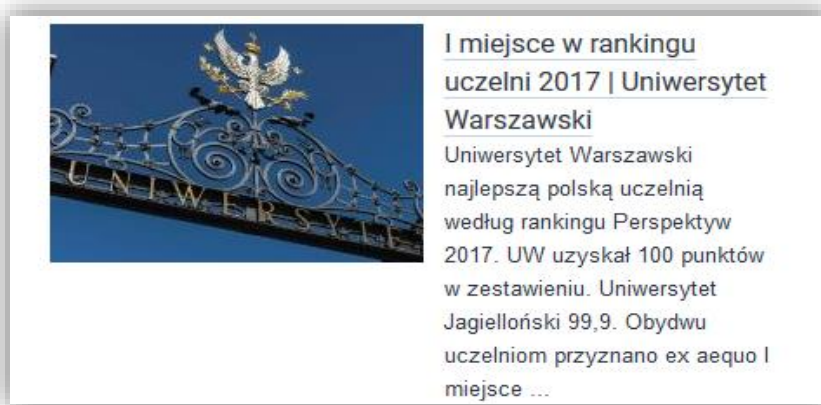 UNIWERSYTE
I miejsce w rankingu
uczelni 2017 | Uniwersytet
Warszawski
Uniwersytet Warszawski
najlepszą polską uczelnią
według rankingu Perspektyw
2017. UW uzyskał 100 punktów
w zestawieniu. Uniwersytet
Jagielloński 99,9. Obydwu
uczelniom przyznano ex aequo I
miejsce ...